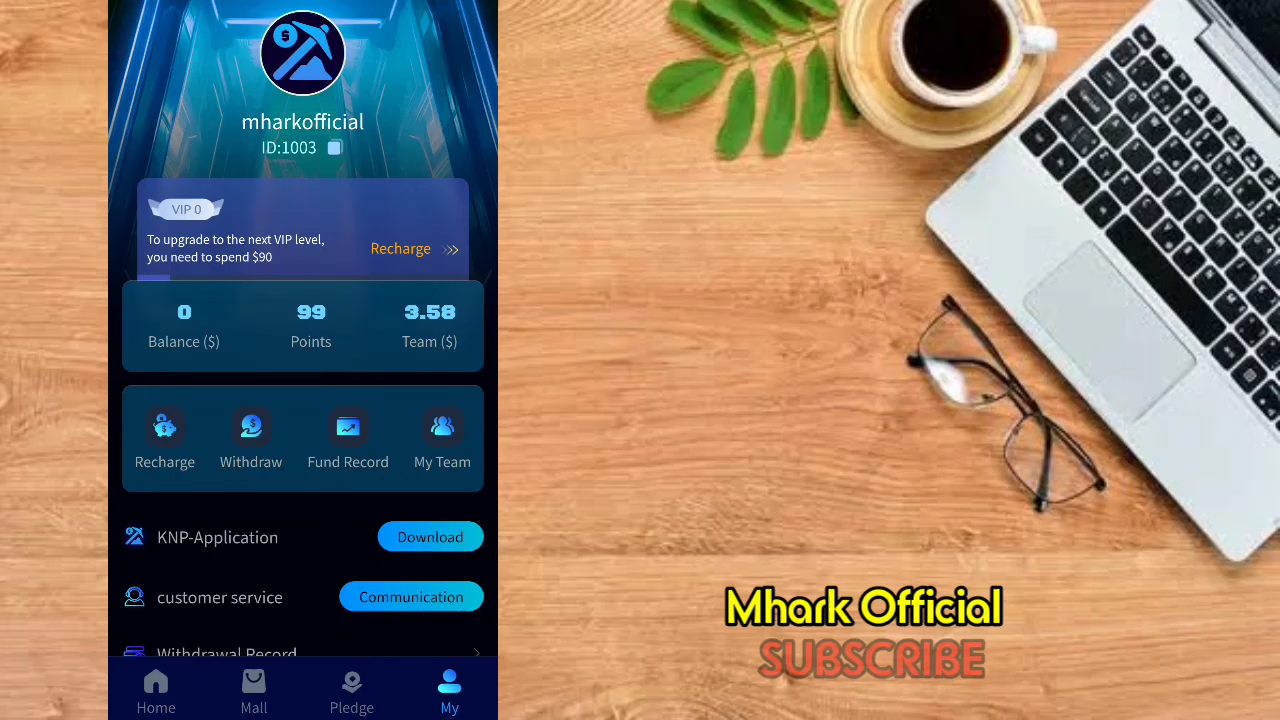 mharkofficial
ID:1003
VIP 0
To upgrade to the next VIP level,
you need to spend $90
Recharge
0
99
3.58
Balance ($)
Points
Team ($)
Recharge
Withdraw
Fund Record
My Team
KNP-Application
Download
customer service
Communication
Withdrawal Record
Home
Mall
Pledge
My
Mhark Official
SUBSCRIBE